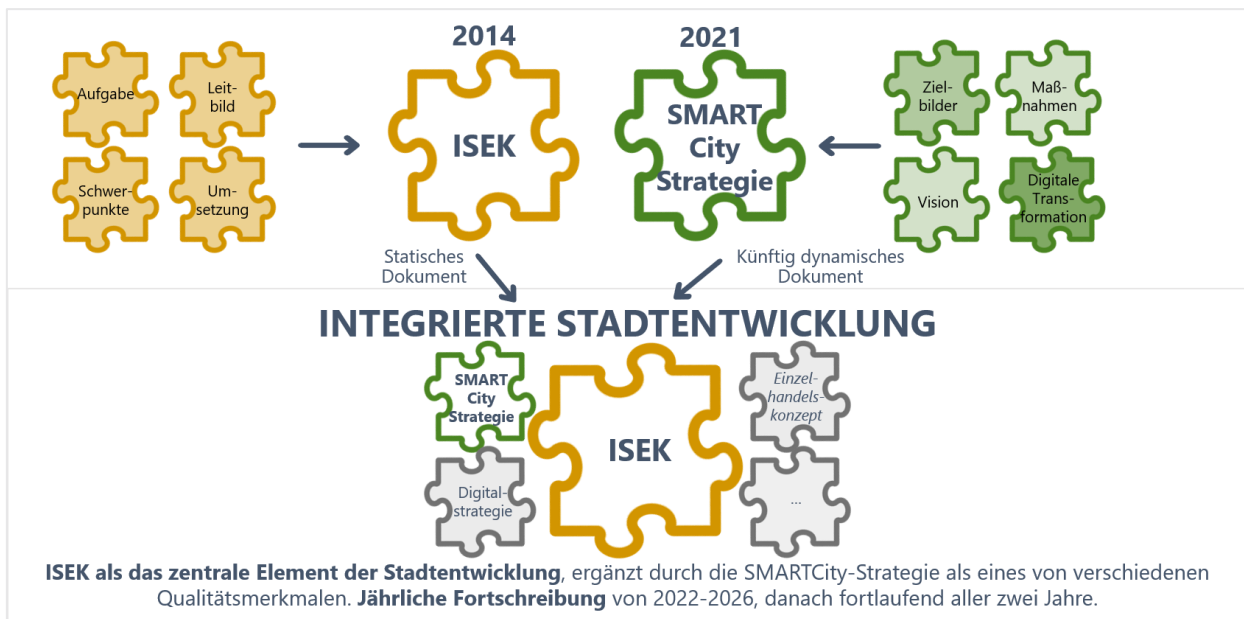 2014
2021
Aufgabe
Leit-
bild
Schwer-
punkte
Um-
setzung
ISEK
SMART
City
Strategie
Ziel-
bilder
Maß-
nahmen
Vision
Digitale
Trans-
formation
Statisches
Dokument
Künftig dynamisches
Dokument
INTEGRIERTE STADTENTWICKLUNG
SMART
City
Strategie
Digital-
strategie
ISEK
Einzel-
handels-
konzept
...
ISEK als das zentrale Element der Stadtentwicklung, ergänzt durch die SMARTCity-Strategie als eines von verschiedenen
Qualitätsmerkmalen. Jährliche Fortschreibung von 2022-2026, danach fortlaufend aller zwei Jahre.